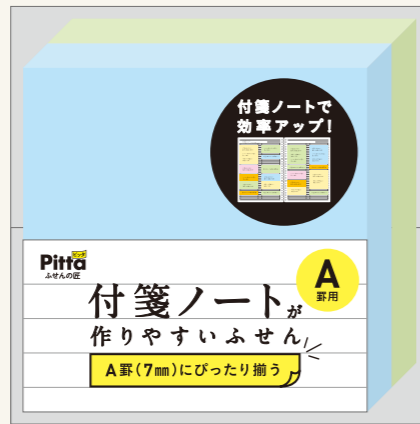 付箋ノートで
効率アップ!
Pitta
ピッタ
ふせんの匠
A
罫用
付箋ノートが
作りやすいふせん
A罫(7㎜)にぴったり揃う